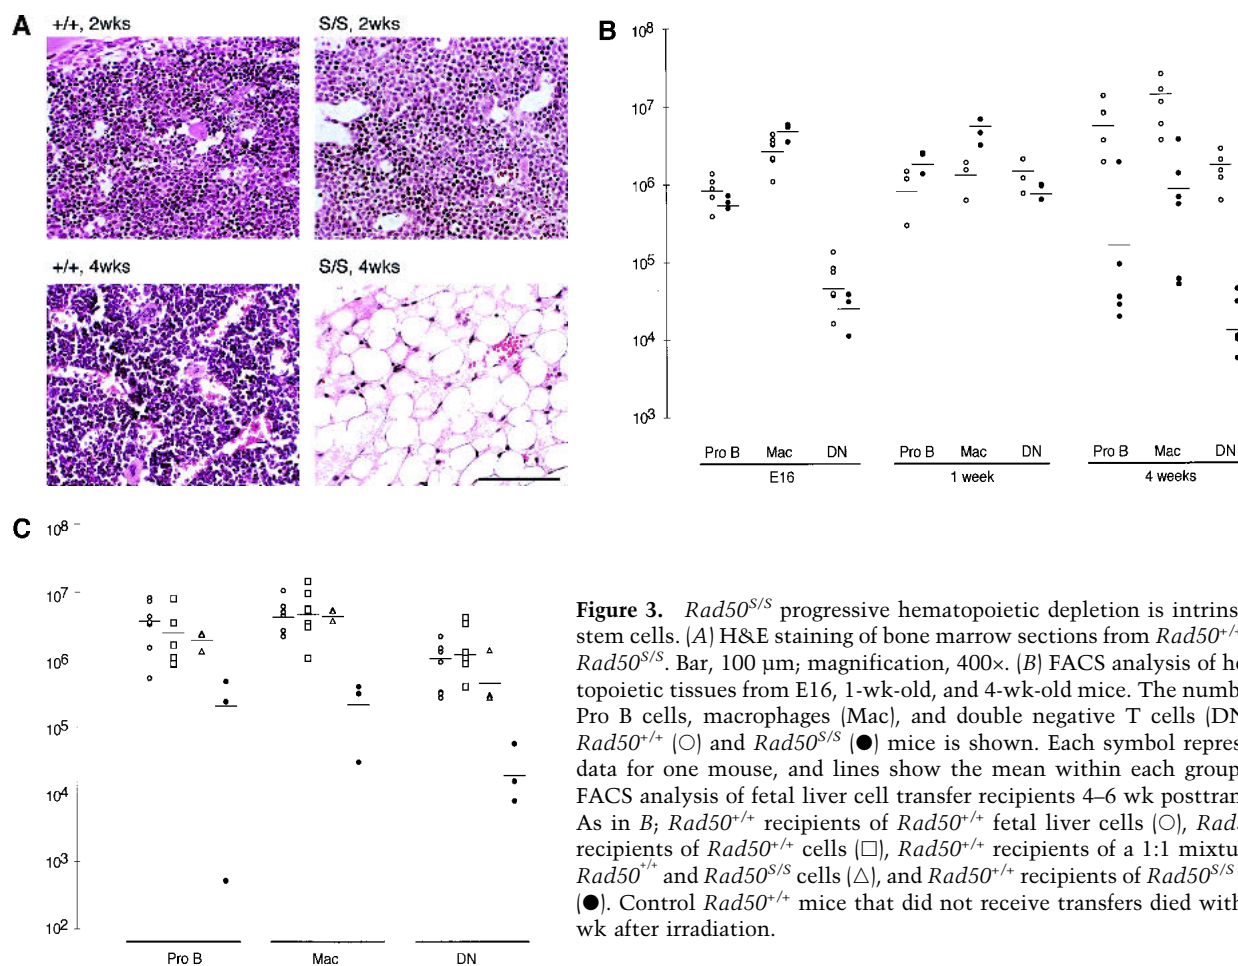 A
+/+, 2wks
S/S, 2wks
+/+, 4wks
S/S, 4wks
B
10⁸
10⁷
10⁶
10⁵
10⁴
10³
Pro B Mac DN
E16
Pro B Mac DN
1 week
Pro B Mac DN
4 weeks
C
10⁸
10⁷
10⁶
10⁵
10⁴
10³
10²
Pro B Mac DN
Figure 3. Rad50^S/S progressive hematopoietic depletion is intrins
stem cells. (A) H&E staining of bone marrow sections from Rad50^+/+
Rad50^S/S. Bar, 100 µm; magnification, 400×. (B) FACS analysis of he
topoietic tissues from E16, 1-wk-old, and 4-wk-old mice. The numb
Pro B cells, macrophages (Mac), and double negative T cells (DN
Rad50^+/+ (○) and Rad50^S/S (●) mice is shown. Each symbol repres
data for one mouse, and lines show the mean within each group
FACS analysis of fetal liver cell transfer recipients 4–6 wk posttran
As in B; Rad50^+/+ recipients of Rad50^+/+ fetal liver cells (○), Rad
recipients of Rad50^+/+ cells (□), Rad50^+/+ recipients of a 1:1 mixtu
Rad50^+/+ and Rad50^S/S cells (△), and Rad50^+/+ recipients of Rad50^S/S
(●). Control Rad50^+/+ mice that did not receive transfers died with
wk after irradiation.